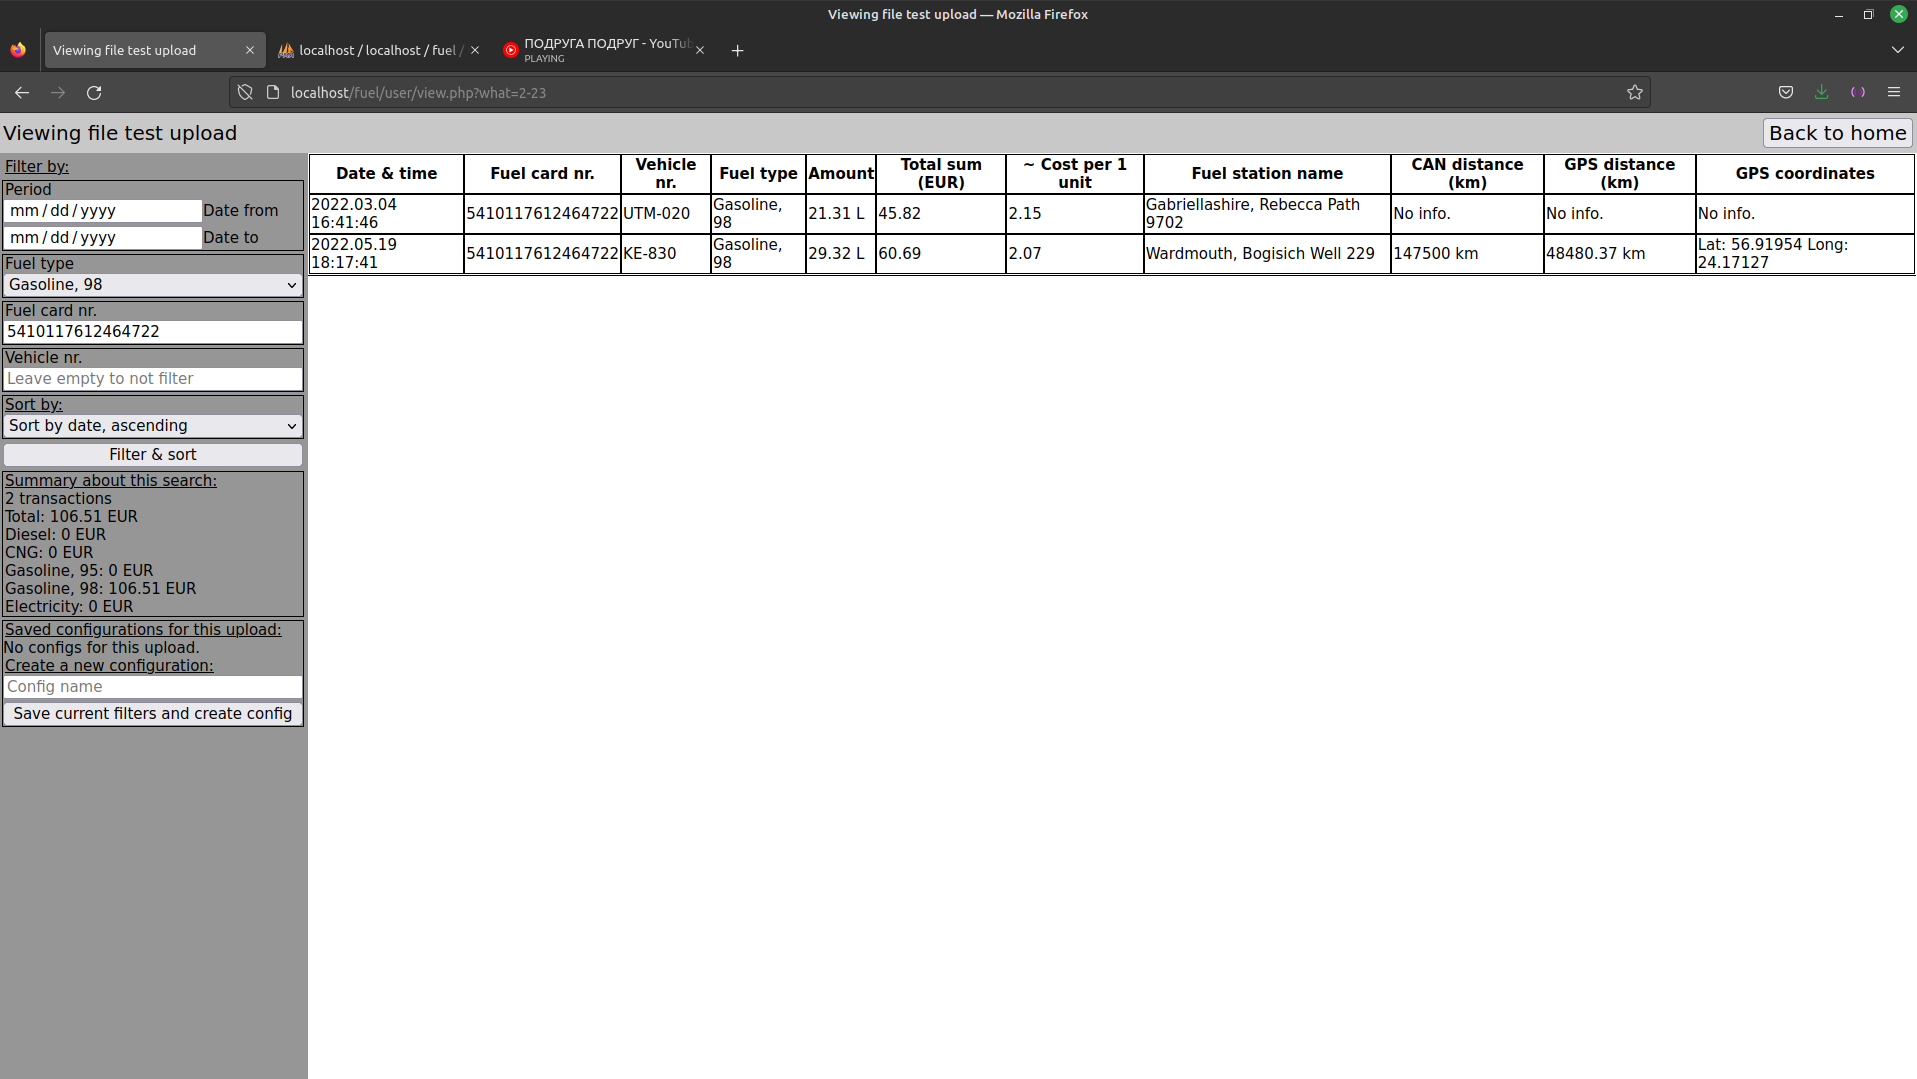 Viewing file test upload — Mozilla Firefox
Viewing file test upload
localhost / localhost / fuel /
ПОДРУГА ПОДРУГ - YouTub
PLAYING
localhost/fuel/user/view.php?what=2-23
Viewing file test upload
Back to home
Filter by:
Period
mm / dd / yyyy Date from
mm / dd / yyyy Date to
Fuel type
Gasoline, 98
Fuel card nr.
5410117612464722
Vehicle nr.
Leave empty to not filter
Sort by:
Sort by date, ascending
Filter & sort
Summary about this search:
2 transactions
Total: 106.51 EUR
Diesel: 0 EUR
CNG: 0 EUR
Gasoline, 95: 0 EUR
Gasoline, 98: 106.51 EUR
Electricity: 0 EUR
Saved configurations for this upload:
No configs for this upload.
Create a new configuration:
Config name
Save current filters and create config
Date & time
Fuel card nr.
Vehicle
nr.
Fuel type
Amount
Total sum
(EUR)
~ Cost per 1
unit
Fuel station name
CAN distance
(km)
GPS distance
(km)
GPS coordinates
2022.03.04
16:41:46
5410117612464722
UTM-020
Gasoline,
98
21.31 L
45.82
2.15
Gabriellashire, Rebecca Path
9702
No info.
No info.
No info.
2022.05.19
18:17:41
5410117612464722
KE-830
Gasoline,
98
29.32 L
60.69
2.07
Wardmouth, Bogisich Well 229
147500 km
48480.37 km
Lat: 56.91954 Long:
24.17127